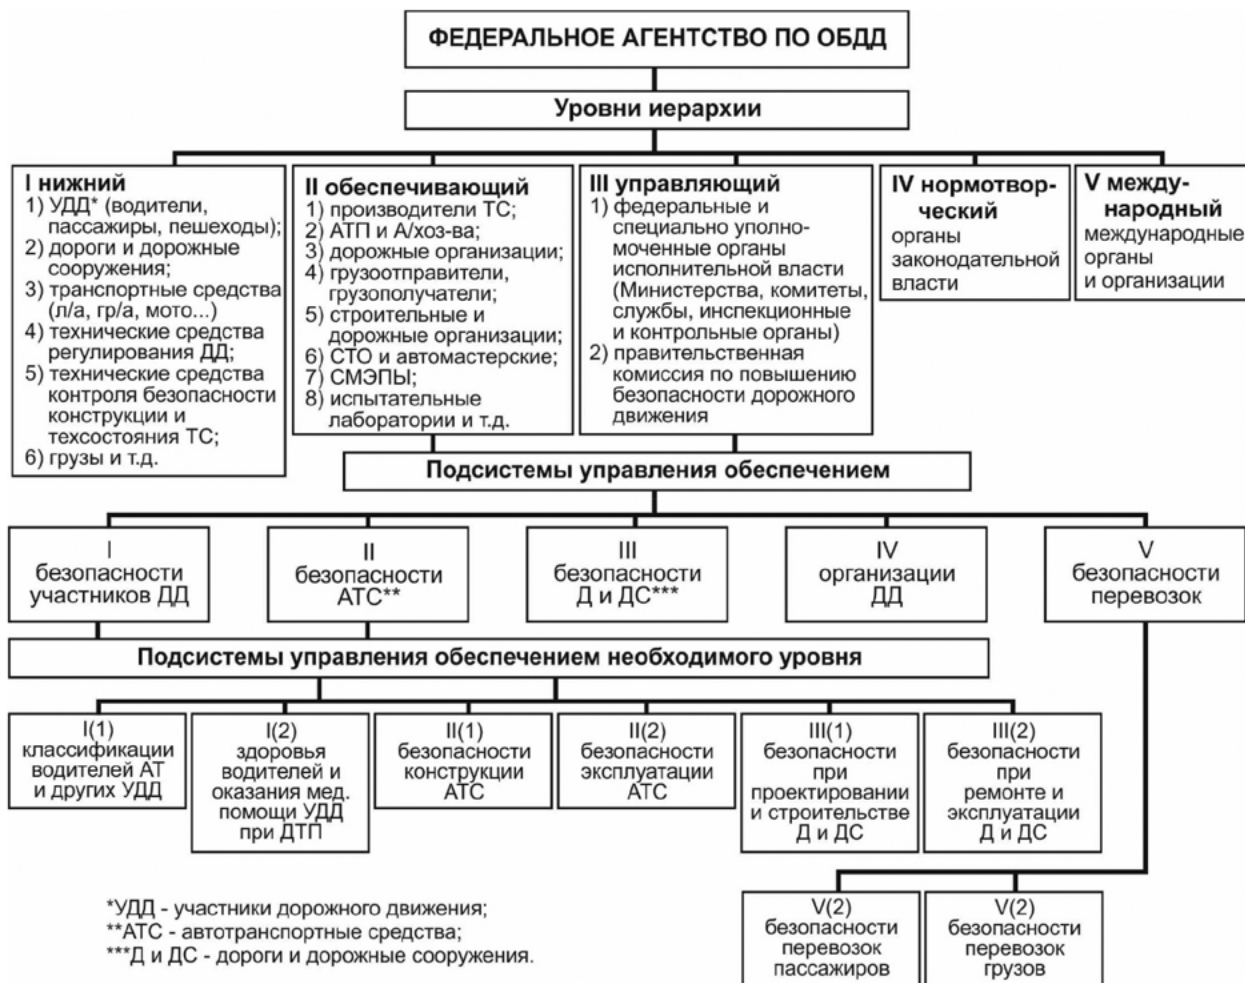 ФЕДЕРАЛЬНОЕ АГЕНТСТВО ПО ОБДД
Уровни иерархии
I нижний
1) УДД* (водители,
пассажиры, пешеходы);
2) дороги и дорожные
сооружения;
3) транспортные средства
(л/а, гр/а, мото...)
4) технические средства
регулирования ДД;
5) технические средства
контроля безопасности
конструкции и
техсостояния ТС;
6) грузы и т.д.
II обеспечивающий
1) производители ТС;
2) АТП и А/хоз-ва;
3) дорожные организации;
4) грузоотправители,
грузополучатели;
5) строительные и
дорожные организации;
6) СТО и автомастерские;
7) СМЭПЫ;
8) испытательные
лаборатории и т.д.
III управляющий
1) федеральные и
специально уполно-
моченные органы
исполнительной власти
(Министерства, комитеты,
службы, инспекционные
и контрольные органы)
2) правительственная
комиссия по повышению
безопасности дорожного
движения
IV нормотвор-
ческий
органы
законодательной
власти
V между-
народный
международные
органы
и организации
Подсистемы управления обеспечением
I
безопасности
участников ДД
II
безопасности
АТС**
III
безопасности
Д и ДС***
IV
организации
ДД
V
безопасности
перевозок
Подсистемы управления обеспечением необходимого уровня
I(1)
классификации
водителей АТ
и других УДД
I(2)
здоровья
водителей и
оказания мед.
помощи УДД
при ДТП
II(1)
безопасности
конструкции
АТС
II(2)
безопасности
эксплуатации
АТС
III(1)
безопасности
при
проектировании
и строительстве
Д и ДС
III(2)
безопасности
при
ремонте и
эксплуатации
Д и ДС
V(2)
безопасности
перевозок
пассажиров
V(2)
безопасности
перевозок
грузов
*УДД - участники дорожного движения;
**АТС - автотранспортные средства;
***Д и ДС - дороги и дорожные сооружения.